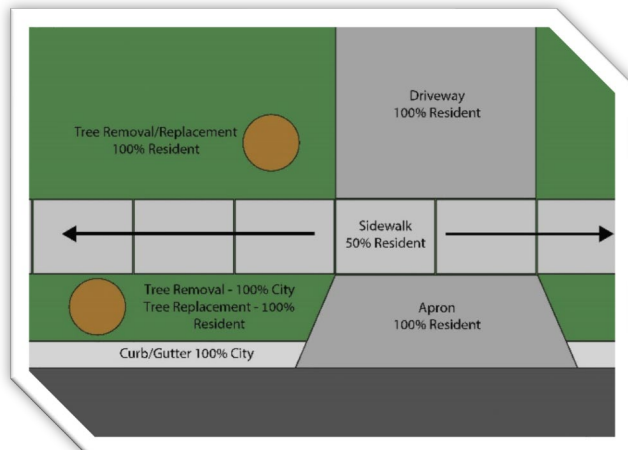 Driveway
100% Resident
Tree Removal/Replacement
100% Resident
Sidewalk
50% Resident
Tree Removal - 100% City
Tree Replacement - 100%
Resident
Apron
100% Resident
Curb/Gutter 100% City